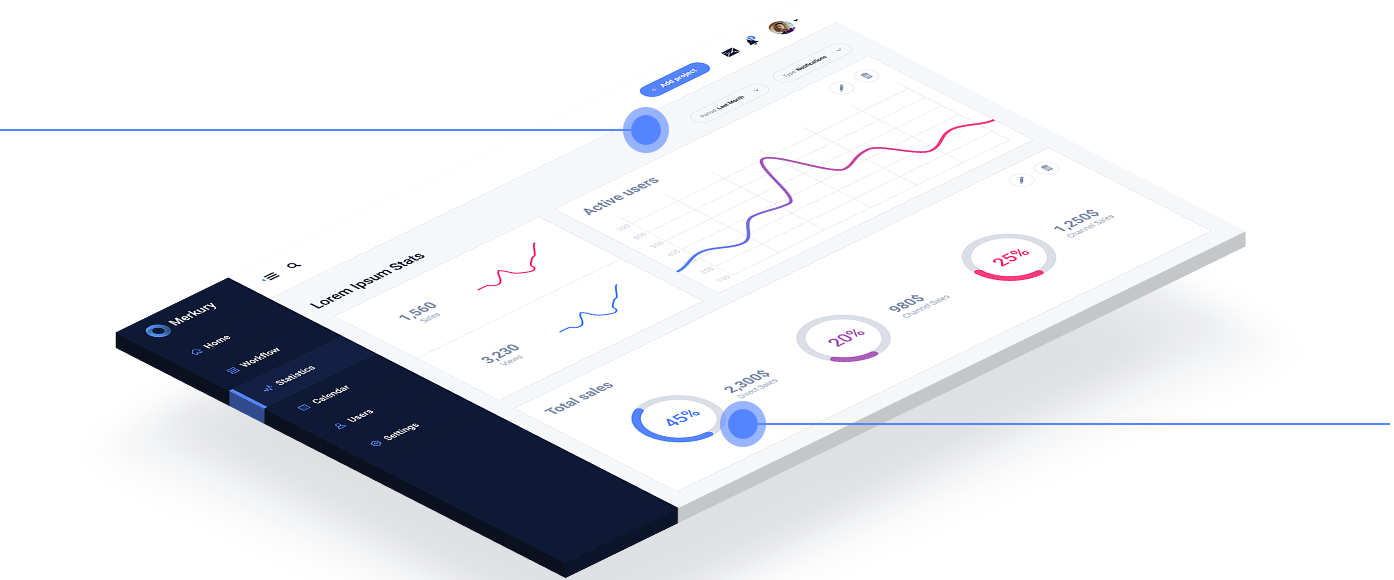 + Add project
Period: Last Month
Type: Notifications
Merkury
Home
Workflow
Statistics
Calendar
Users
Settings
Lorem Ipsum Stats
1,560
Sales
3,230
Views
Active users
700
600
500
400
200
100
Total sales
45%
2,300$
Direct Sales
20%
980$
Channel Sales
25%
1,250$
Channel Sales